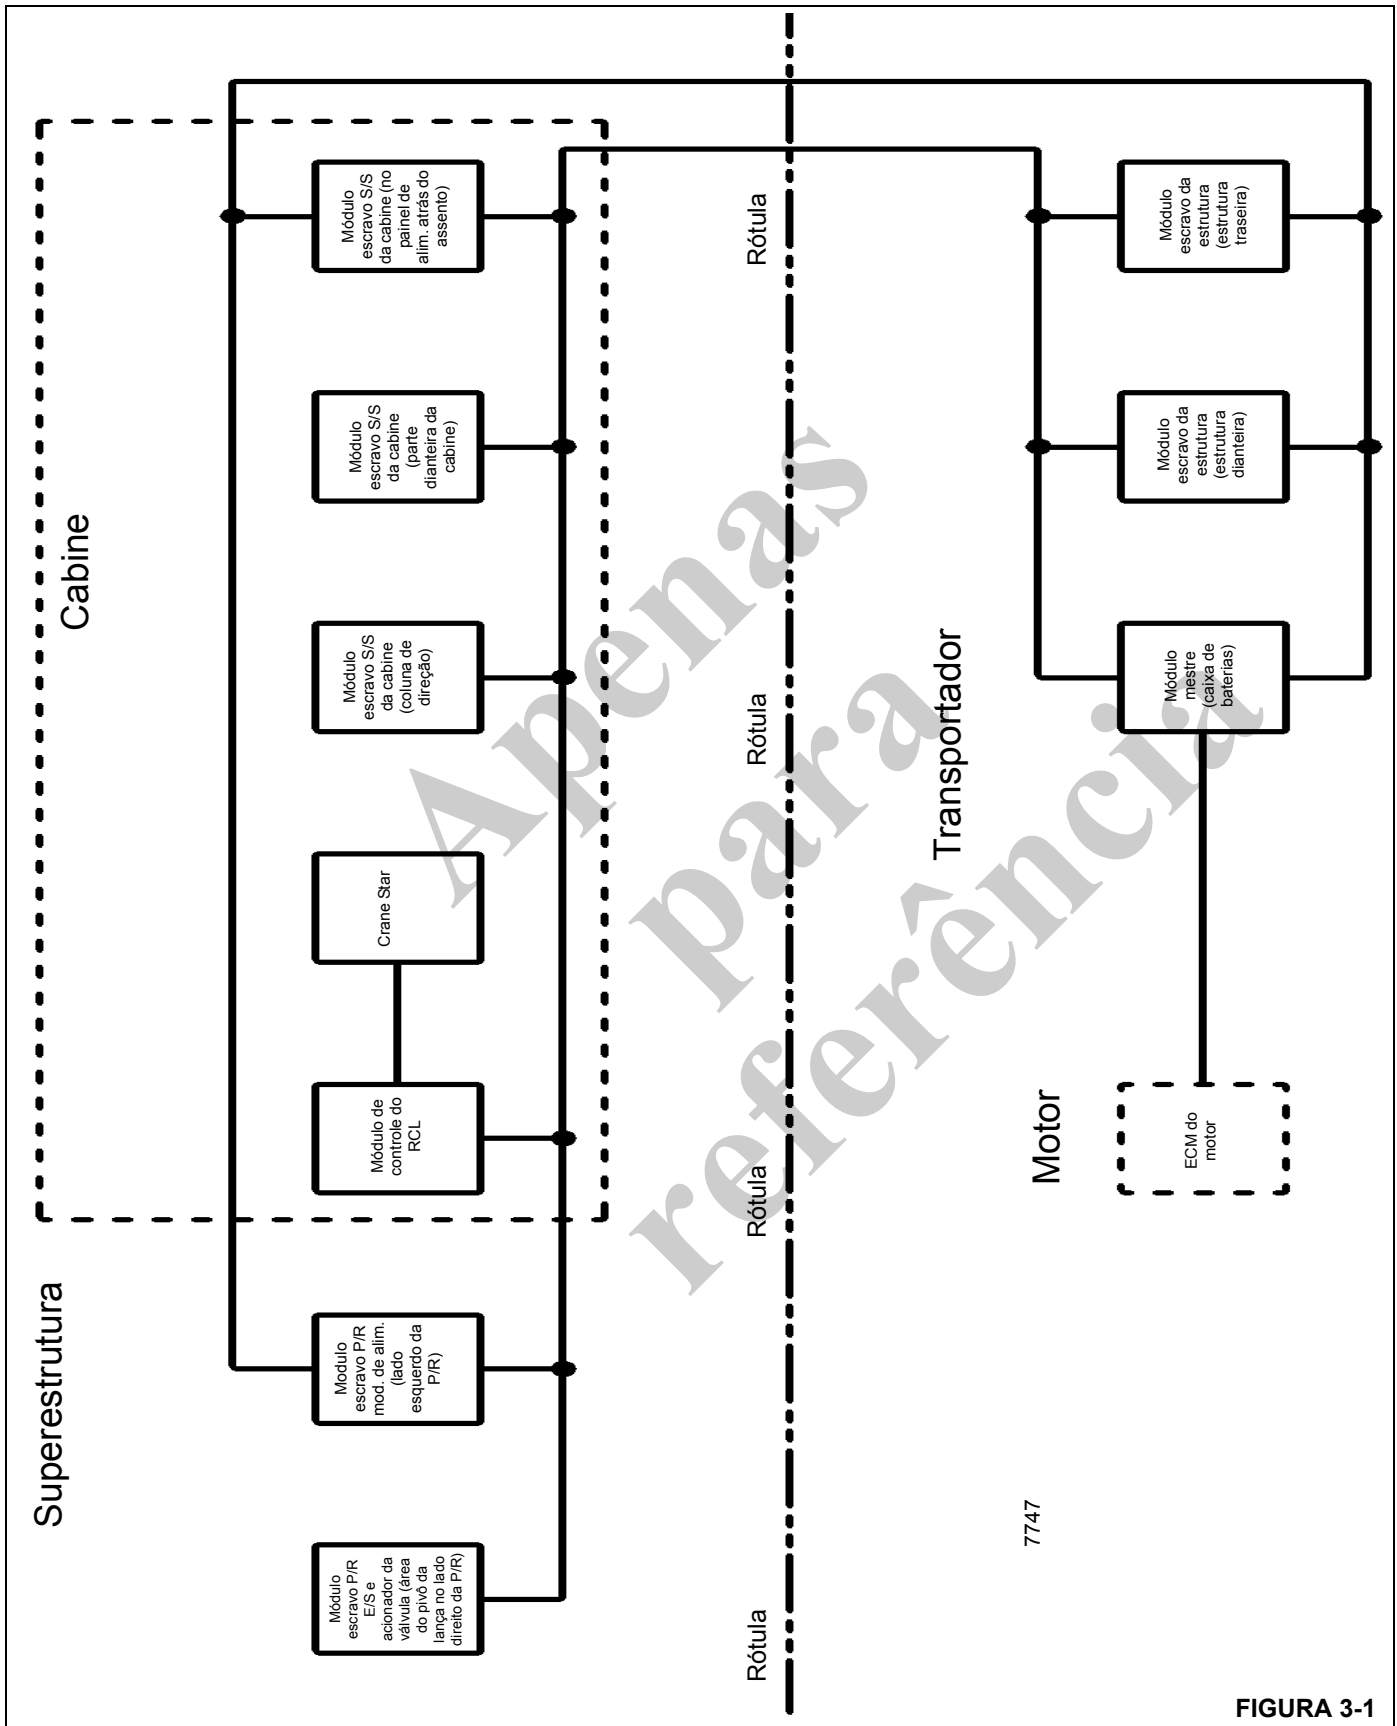 Superestrutura
Cabine
Módulo
escravo P/R
E/S e
acionador da
válvula (área
do pivô da
lança no lado
direito da P/R)
Modulo
escravo P/R
mod. de alim.
(lado
esquerdo da
P/R)
Módulo de
controle do
RCL
Crane Star
Módulo
escravo S/S
da cabine
(coluna de
direção)
Módulo
escravo S/S
da cabine
(parte
dianteira da
cabine)
Módulo
escravo S/S
da cabine (no
painel de
alim. atrás do
assento)
Rótula
Rótula
Rótula
Rótula
Transportador
Motor
ECM do
motor
Módulo
mestre
(caixa de
baterias)
Módulo
escravo da
estrutura
(estrutura
dianteira)
Módulo
escravo da
estrutura
(estrutura
traseira)
7747
Apenas
para
referência
FIGURA 3-1